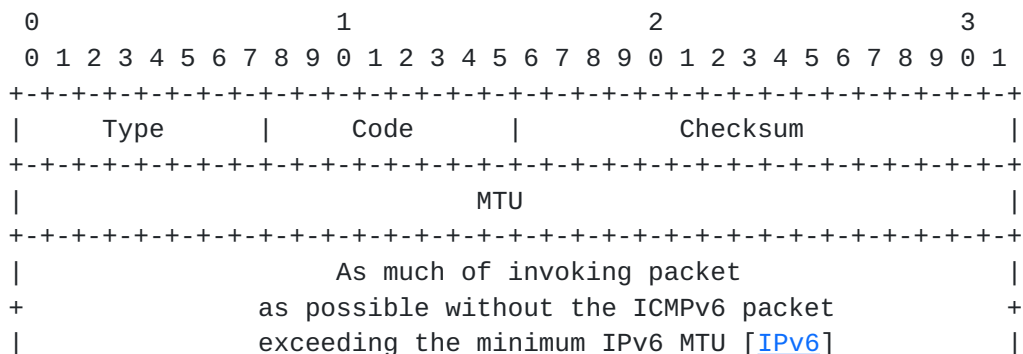 0                   1                   2                   3
 0 1 2 3 4 5 6 7 8 9 0 1 2 3 4 5 6 7 8 9 0 1 2 3 4 5 6 7 8 9 0 1
+-+-+-+-+-+-+-+-+-+-+-+-+-+-+-+-+-+-+-+-+-+-+-+-+-+-+-+-+-+-+-+-+
|     Type      |     Code      |          Checksum             |
+-+-+-+-+-+-+-+-+-+-+-+-+-+-+-+-+-+-+-+-+-+-+-+-+-+-+-+-+-+-+-+-+
|                             MTU                               |
+-+-+-+-+-+-+-+-+-+-+-+-+-+-+-+-+-+-+-+-+-+-+-+-+-+-+-+-+-+-+-+-+
|                    As much of invoking packet                 |
+               as possible without the ICMPv6 packet           +
|               exceeding the minimum IPv6 MTU [IPv6]           |